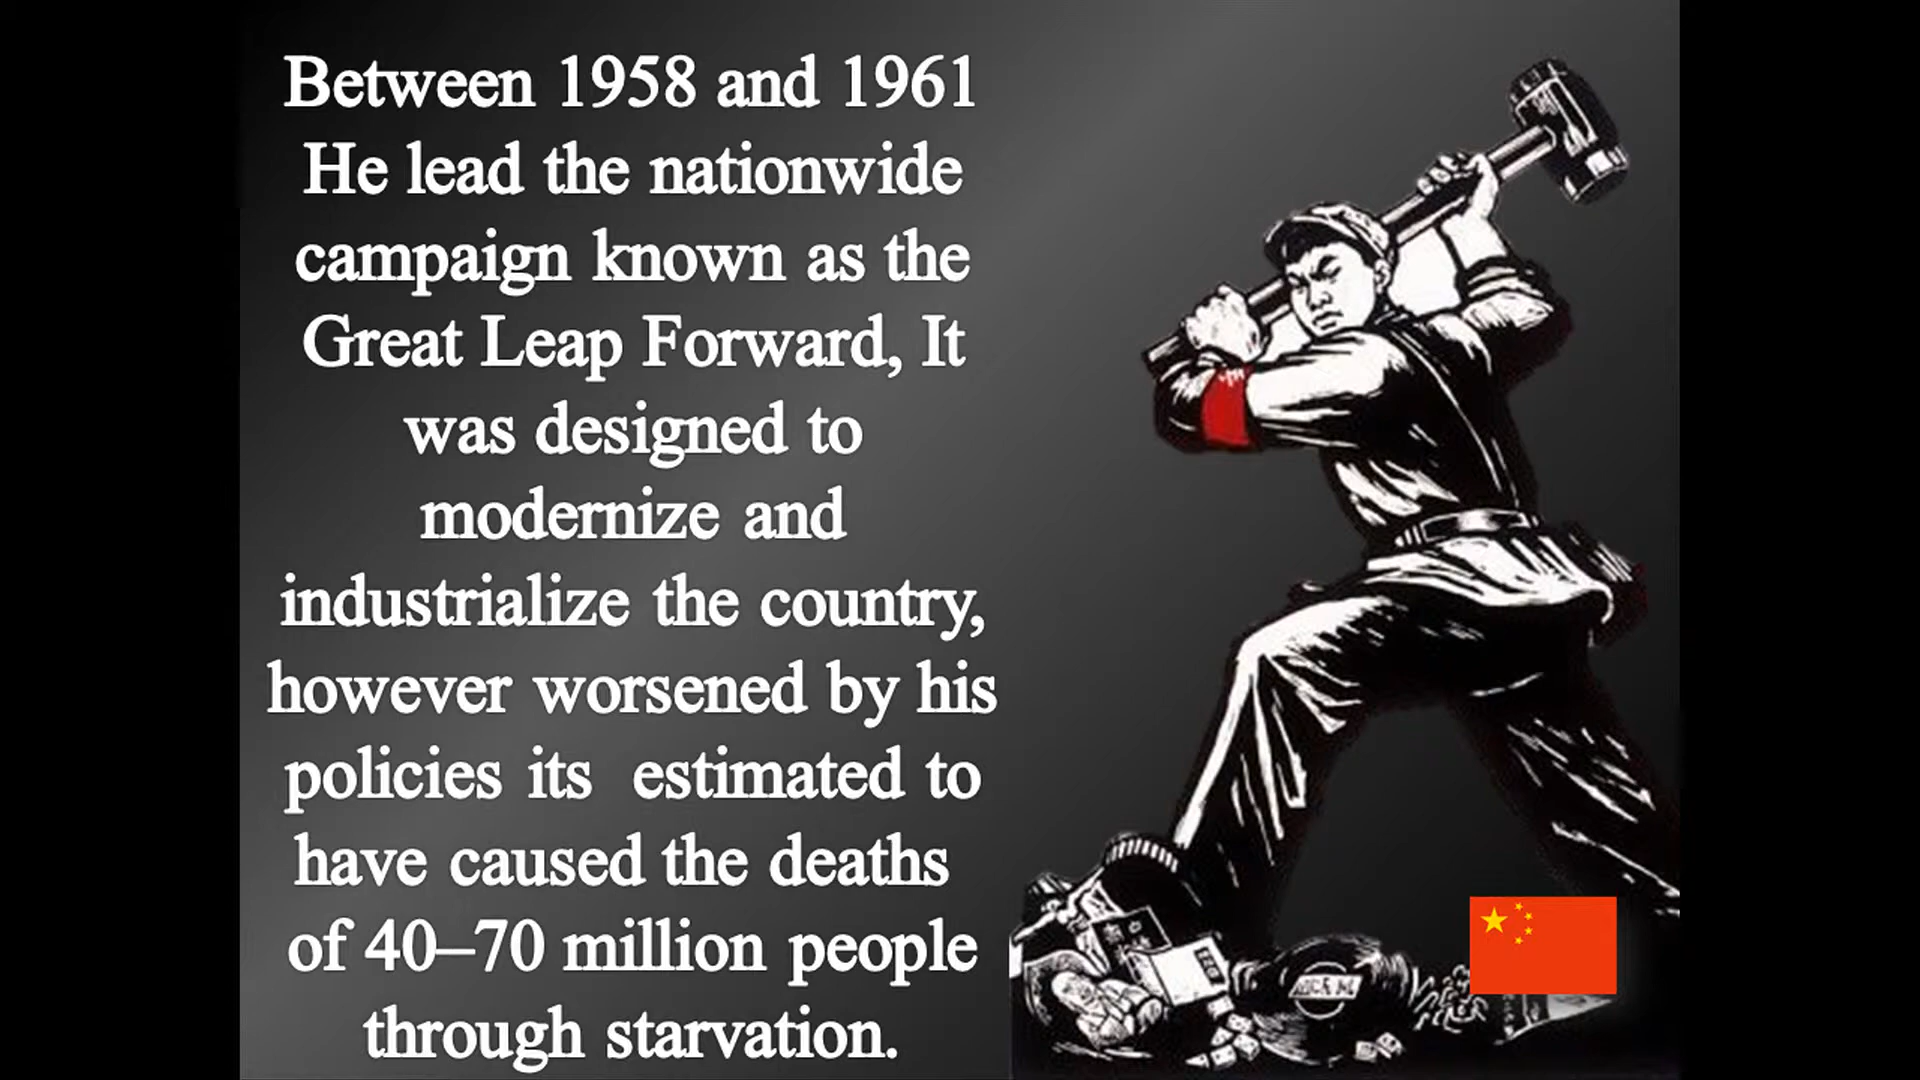 Between 1958 and 1961
He lead the nationwide
campaign known as the
Great Leap Forward, It
was designed to
modernize and
industrialize the country,
however worsened by his
policies its  estimated to
have caused the deaths
of 40–70 million people
through starvation.